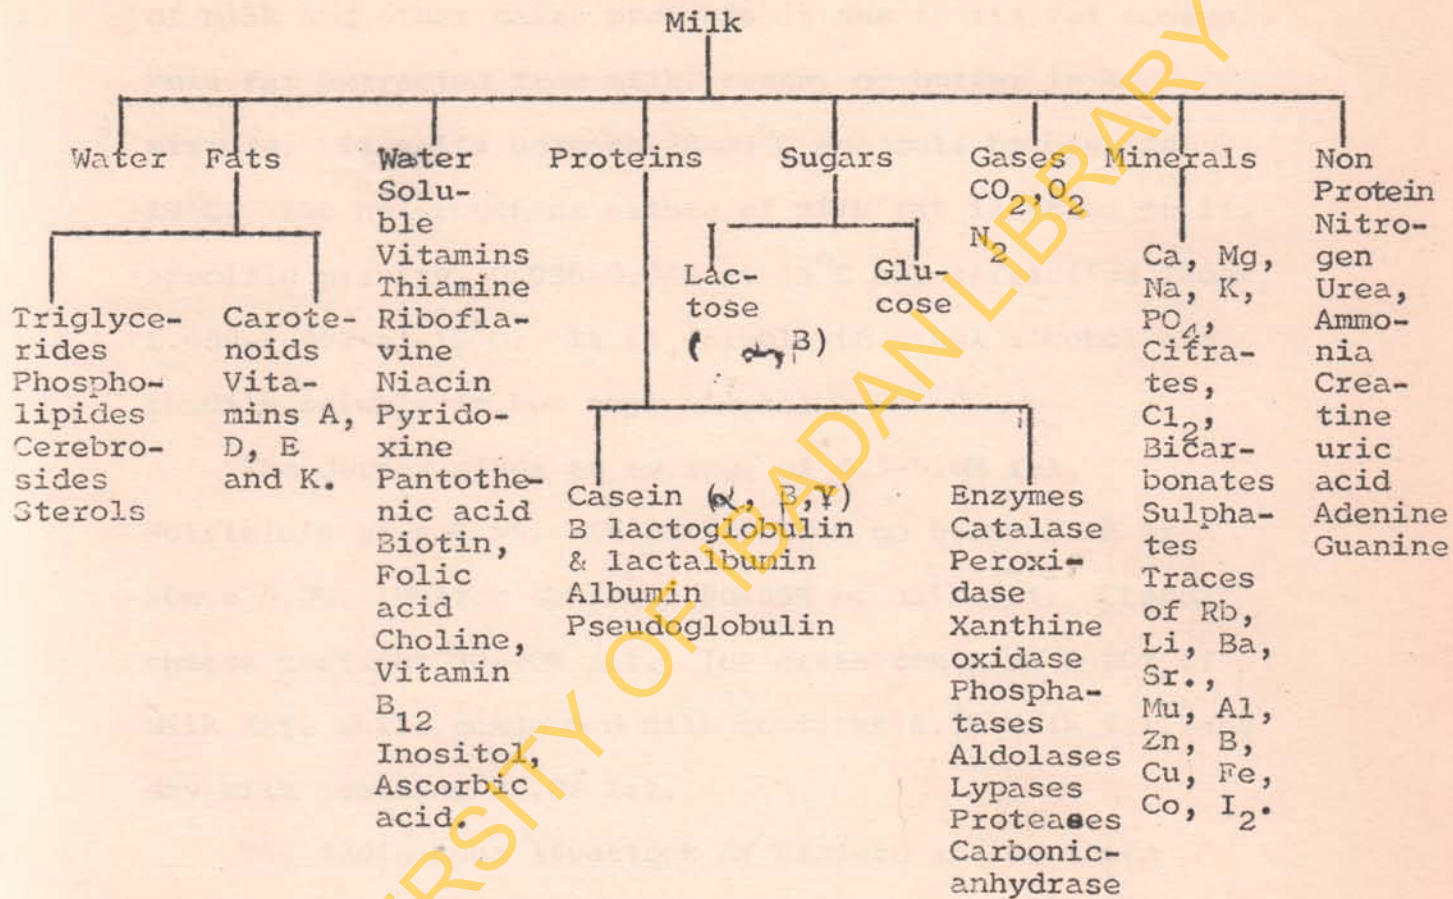 Milk
Water
Fats
Triglyce-
rides
Phospho-
lipides
Cerebro-
sides
Sterols
Carote-
noids
Vita-
mins A,
D, E
and K.
Water
Solu-
ble
Vitamins
Thiamine
Ribofla-
vine
Niacin
Pyrido-
xine
Pantothe-
nic acid
Biotin,
Folic
acid
Choline,
Vitamin
B12
Inositol,
Ascorbic
acid.
Proteins
Casein (α, B,γ)
B lactoglobulin
& lactalbunin
Albumin
Pseudoglobulin
Enzymes
Catalase
Peroxi-
dase
Xanthine
oxidase
Phospha-
tases
Aldolases
Lypases
Proteases
Carbonic-
anhydrase
Sugars
Lac-
tose
(α, B)
Glu-
cose
Gases
CO2,O2
N2
Minerals
Ca, Mg,
Na, K,
PO4,
Citra-
tes,
Cl2,
Bicar-
bonates
Sulpha-
tes
Traces
of Rb,
Li, Ba,
Sr.,
Mu, Al,
Zn, B,
Cu, Fe,
Co, I2.
Non
Protein
Nitro-
gen
Urea,
Ammo-
nia
Crea-
tine
uric
acid
Adenine
Guanine
UNIVERSITY OF IBADAN LIBRARY